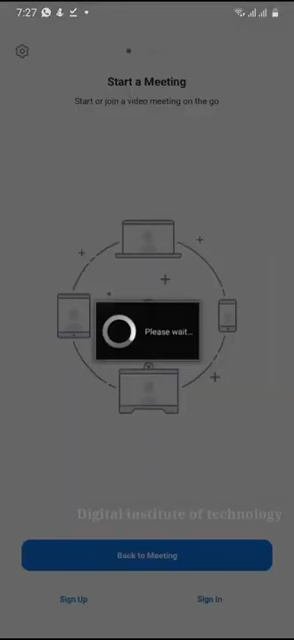 7:27
Start a Meeting
Start or join a video meeting on the go
Please wait...
Digital institute of technology
Back to Meeting
Sign Up
Sign In